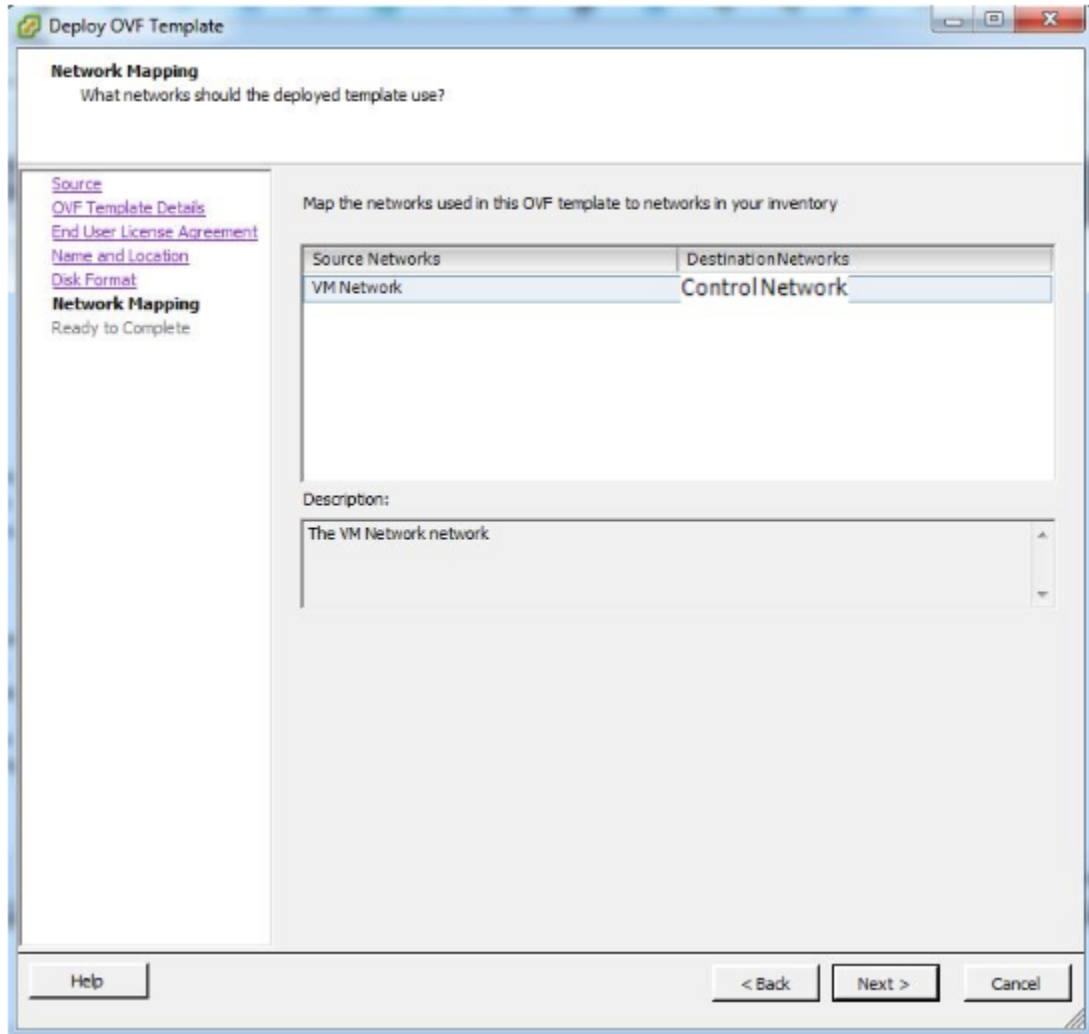 Deploy OVF Template
Network Mapping
What networks should the deployed template use?
Source
OVF Template Details
End User License Agreement
Name and Location
Disk Format
Network Mapping
Ready to Complete
Map the networks used in this OVF template to networks in your inventory
Source Networks DestinationNetworks
VM Network Control Network
Description:
The VM Network network
Help < Back Next > Cancel